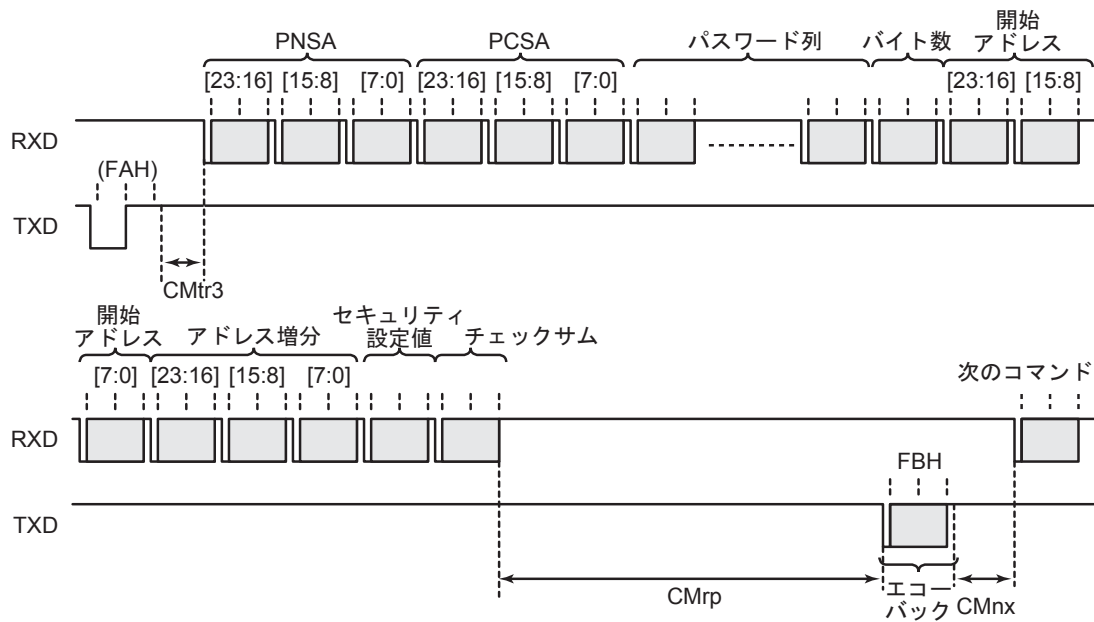 PNSA PCSA パスワード列 バイト数 開始
アドレス
[23:16] [15:8] [7:0] [23:16] [15:8] [7:0] [23:16] [15:8]
RXD
(FAH)
TXD
CMtr3
開始
アドレス アドレス増分 セキュリティ
設定値 チェックサム
[7:0] [23:16] [15:8] [7:0] 次のコマンド
RXD
FBH
TXD
CMrp エコー
バック CMnx